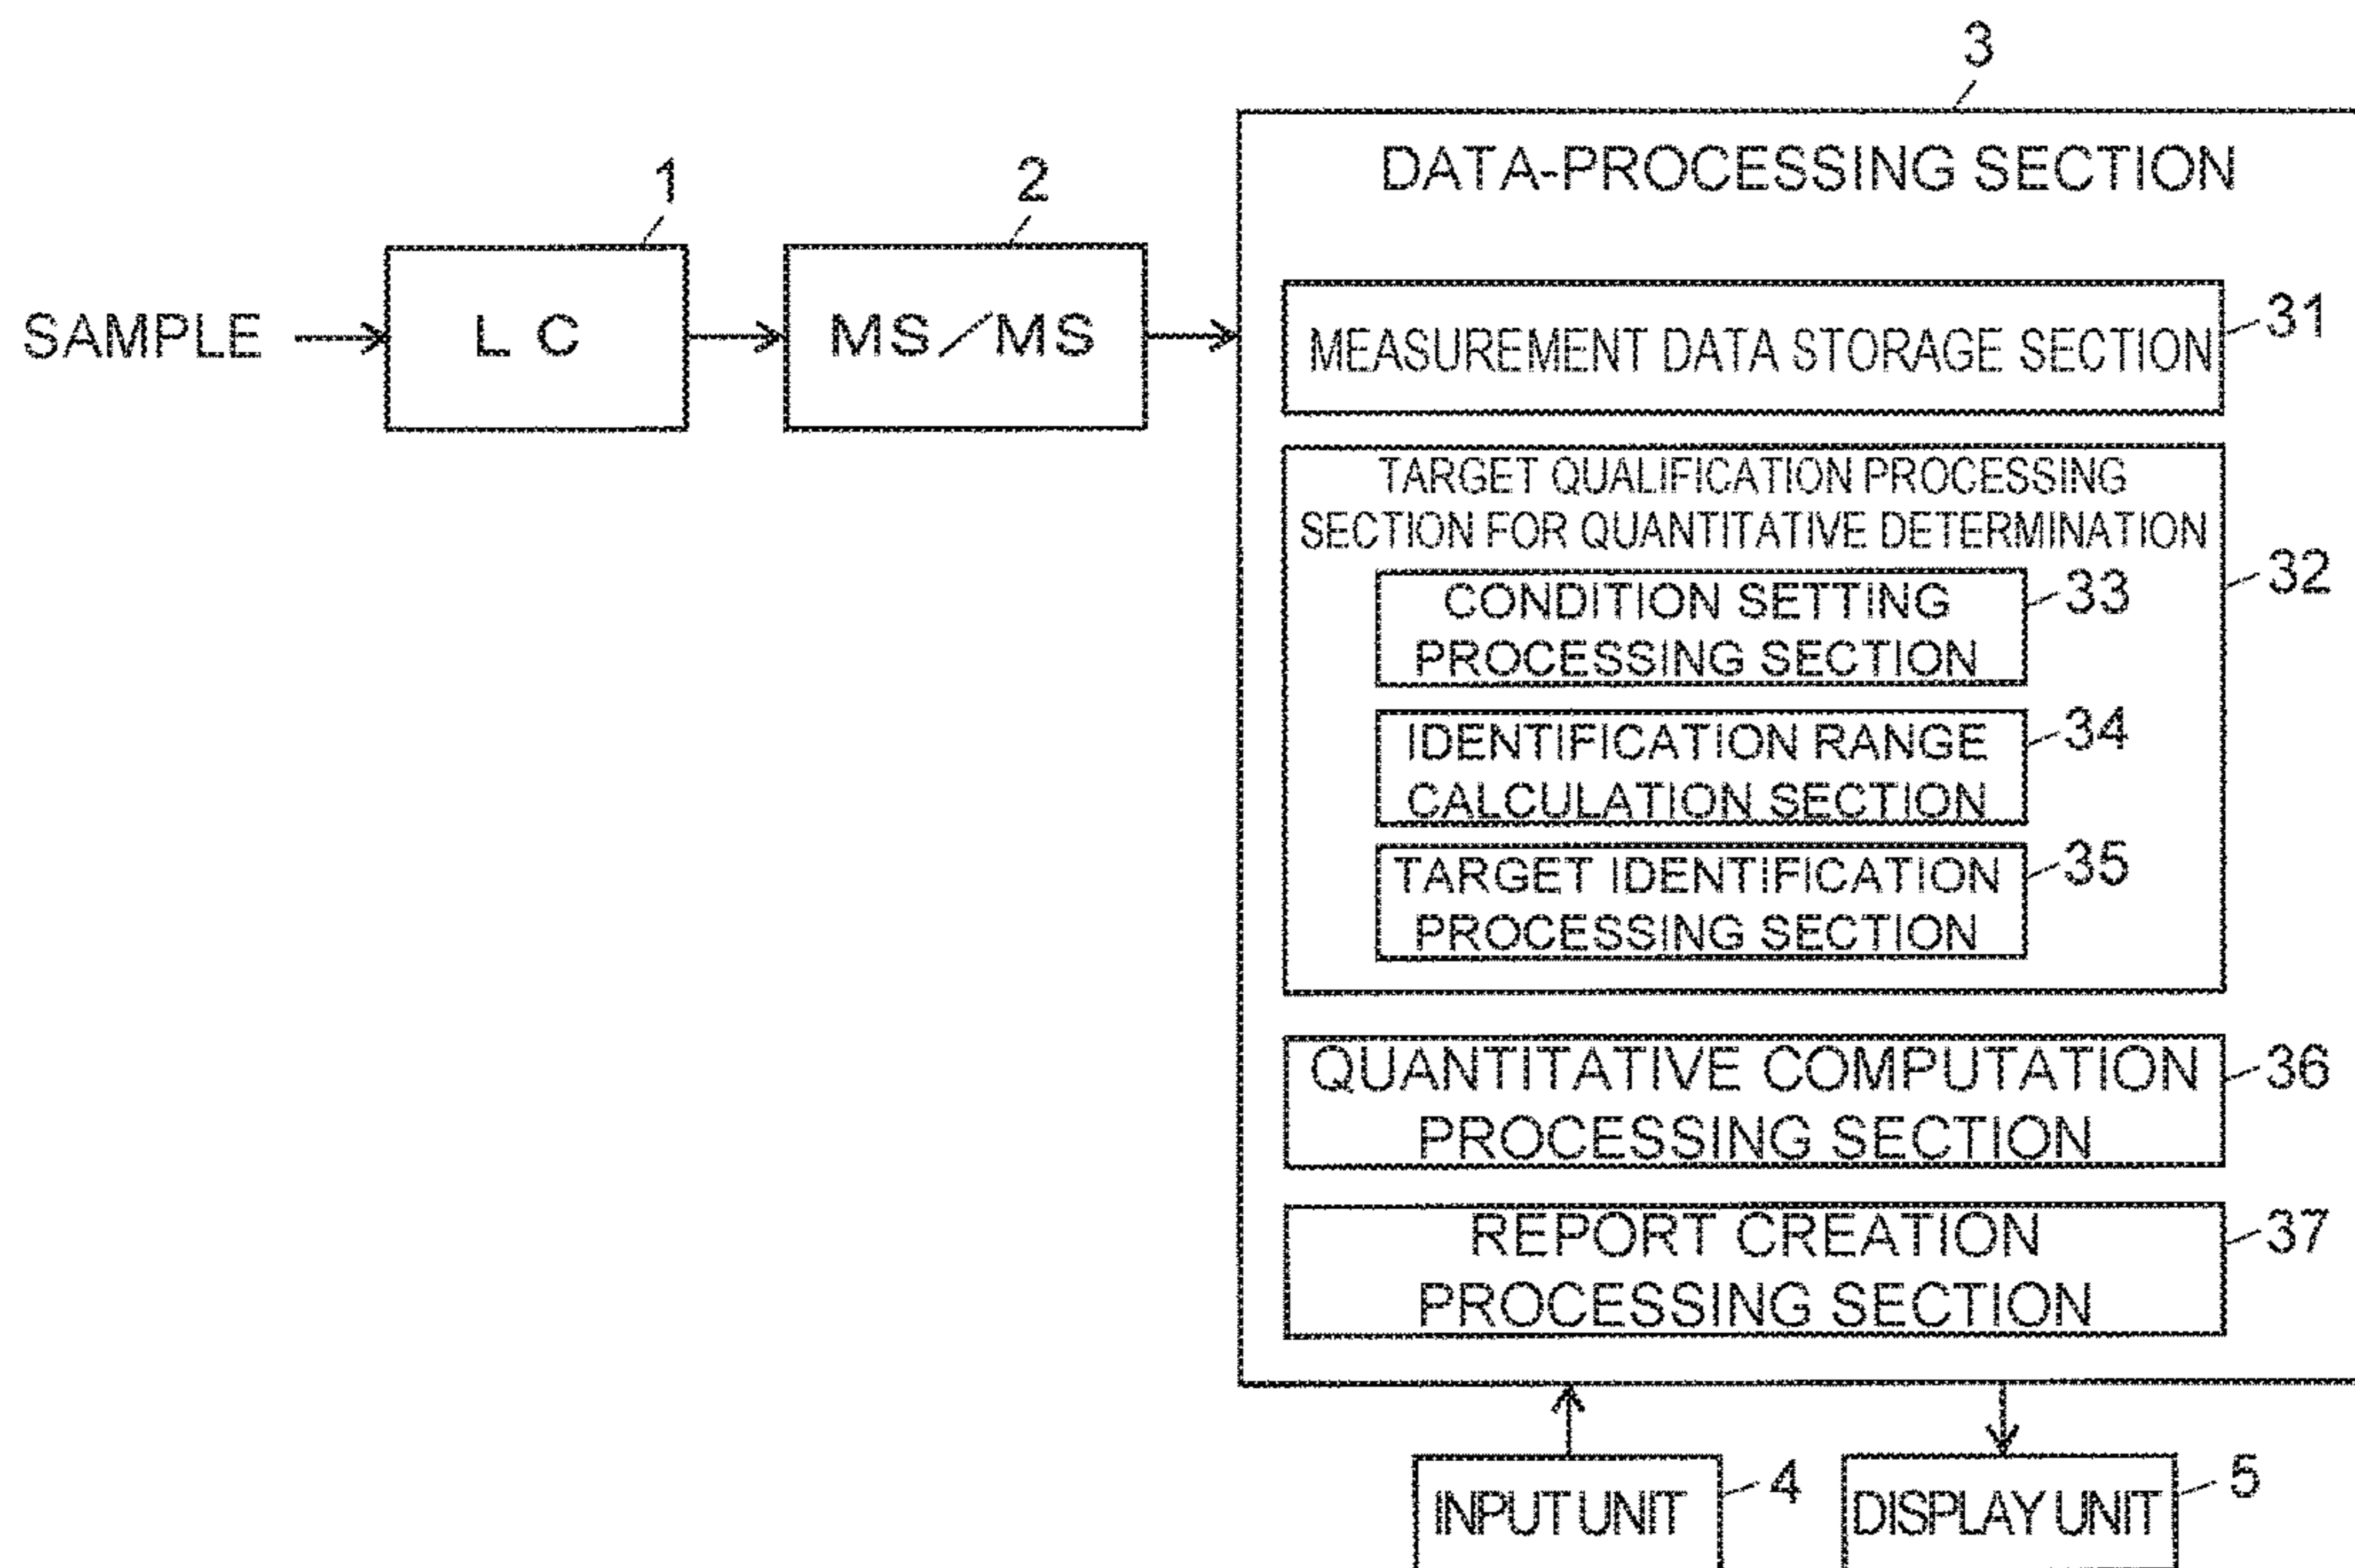 3
DATA-PROCESSING SECTION
1
2
SAMPLE
LC
MS/MS
31
MEASUREMENT DATA STORAGE SECTION
TARGET QUALIFICATION PROCESSING
SECTION FOR QUANTITATIVE DETERMINATION
32
CONDITION SETTING
PROCESSING SECTION
33
IDENTIFICATION RANGE
CALCULATION SECTION
34
TARGET IDENTIFICATION
PROCESSING SECTION
35
QUANTITATIVE COMPUTATION
PROCESSING SECTION
36
REPORT CREATION
PROCESSING SECTION
37
INPUT UNIT
4
DISPLAY UNIT
5